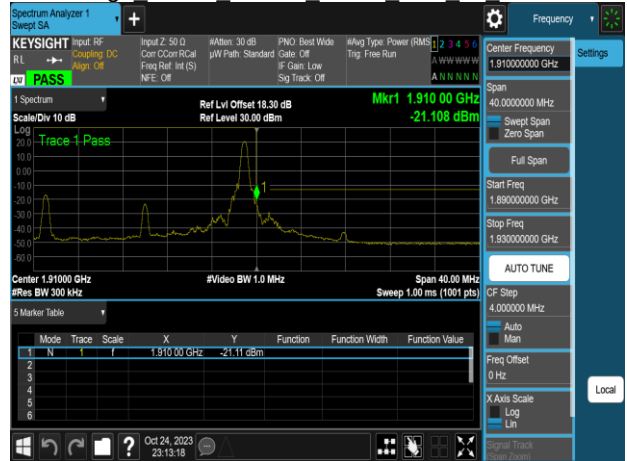 Spectrum Analyzer 1
Swept SA
+
Frequency
KEYSIGHT
RL
PASS
Input: RF
Coupling: DC
Align: Off
Input Z: 50 Ω
Corr CCorr RCal
Freq Ref: Int (S)
NFE: Off
#Atten: 30 dB
µW Path: Standard
PNO: Best Wide
Gate: Off
IF Gain: Low
Sig Track: Off
#Avg Type: Power (RMS
Trig: Free Run
1 2 3 4 5 6
A W W W W W
A N N N N N
1 Spectrum
Scale/Div 10 dB
Ref Lvl Offset 18.30 dB
Ref Level 30.00 dBm
Mkr1 1.910 00 GHz
-21.108 dBm
Log
Trace 1 Pass
20.0
10.0
0.00
-10.0
-20.0
-30.0
-40.0
-50.0
-60.0
1
Center 1.91000 GHz
#Res BW 300 kHz
#Video BW 1.0 MHz
Span 40.00 MHz
Sweep 1.00 ms (1001 pts)
5 Marker Table
Mode Trace Scale X Y Function Function Width Function Value
1 N 1 f 1.910 00 GHz -21.11 dBm
2
3
4
5
6
Center Frequency
1.910000000 GHz
Settings
Span
40.0000000 MHz
Swept Span
Zero Span
Full Span
Start Freq
1.890000000 GHz
Stop Freq
1.930000000 GHz
AUTO TUNE
CF Step
4.000000 MHz
Auto
Man
Freq Offset
0 Hz
X Axis Scale
Log
Lin
Local
Signal Track
(Span Zoom)
?
Oct 24, 2023
23:13:18